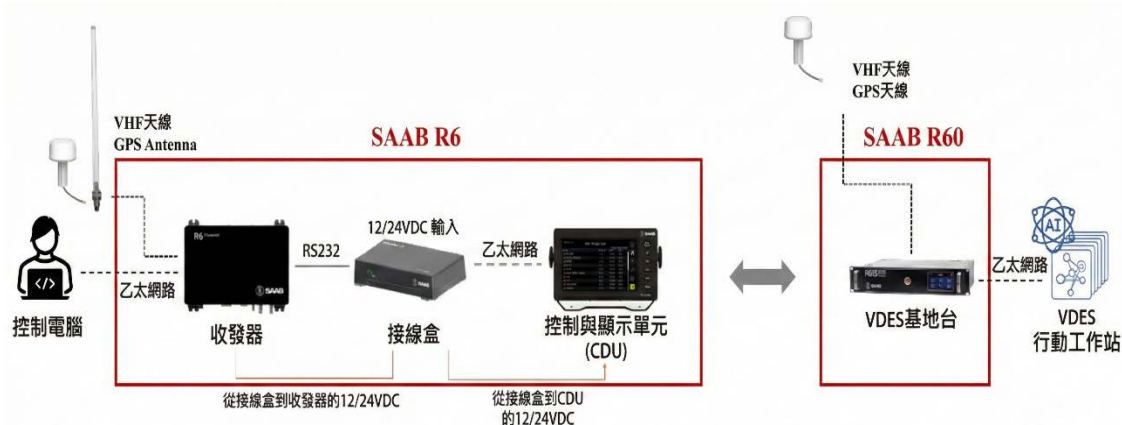 VHF天線
GPS Antenna
SAAB R6
VHF天線
GPS天線
SAAB R60
R6
SAAB
RS232
12/24VDC 輸入
乙太網路
乙太網路
乙太網路
AI
</>
控制電腦
收發器
接線盒
控制與顯示單元
(CDU)
VDES基地台
VDES
行動工作站
從接線盒到收發器的12/24VDC
從接線盒到CDU
的12/24VDC